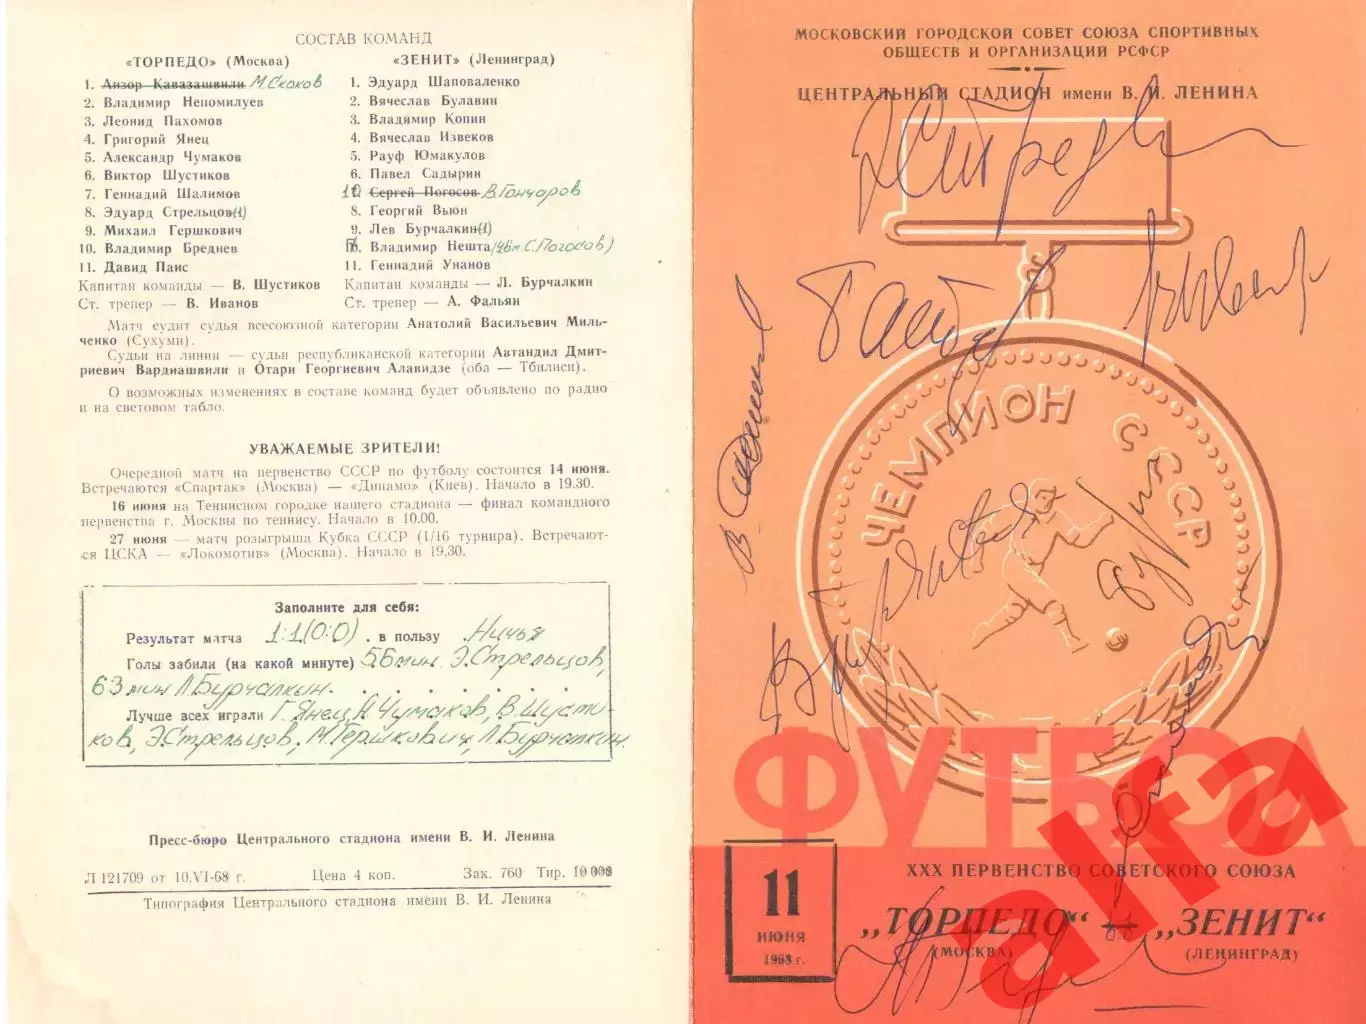 СОСТАВ КОМАНД
«ТОРПЕДО» (Москва)
1. Анзор Кавазашвили М.Скоков
2. Владимир Непомилуев
3. Леонид Пахомов
4. Григорий Янец
5. Александр Чумаков
6. Виктор Шустиков
7. Геннадий Шалимов
8. Эдуард Стрельцов (1)
9. Михаил Гершкович
10. Владимир Бреднев
11. Давид Паис
Капитан команды — В. Шустиков
Ст. тренер — В. Иванов
«ЗЕНИТ» (Ленинград)
1. Эдуард Шаповаленко
2. Вячеслав Булавин
3. Владимир Копин
4. Вячеслав Извеков
5. Рауф Юмакулов
6. Павел Садырин
Сергей Погосов В.Гончаров
8. Георгий Вьюн
9. Лев Бурчалкин (1)
Владимир Нешта (46м С.Погосов)
11. Геннадий Унанов
Капитан команды — Л. Бурчалкин
Ст. тренер — А. Фальян
Матч судит судья всесоюзной категории Анатолий Васильевич Миль-
ченко (Сухуми).
Судьи на линии — судьи республиканской категории Автандил Дмит-
риевич Вардиашвили и Отари Георгиевич Алавидзе (оба — Тбилиси).
О возможных изменениях в составе команд будет объявлено по радио
и на световом табло.
УВАЖАЕМЫЕ ЗРИТЕЛИ!
Очередной матч на первенство СССР по футболу состоится 14 июня.
Встречаются «Спартак» (Москва) — «Динамо» (Киев). Начало в 19.30.
16 июня на Теннисном городке нашего стадиона — финал командного
первенства г. Москвы по теннису. Начало в 10.00.
27 июня — матч розыгрыша Кубка СССР (1/16 турнира). Встречают-
ся ЦСКА — «Локомотив» (Москва). Начало в 19.30.
Заполните для себя:
Результат матча 1:1(0:0). в пользу Ничья
Голы забили (на какой минуте) 56мин. Э.Стрельцов,
63 мин Л.Бурчалкин.
Лучше всех играли Г.Янец, А.Чумаков, В.Шусти-
ков, Э.Стрельцов, М.Гершкович, Л.Бурчалкин.
Пресс-бюро Центрального стадиона имени В. И. Ленина
Л 121709 от 10.VI-68 г. Цена 4 коп. Зак. 760 Тир. 10 000
Типография Центрального стадиона имени В. И. Ленина
МОСКОВСКИЙ ГОРОДСКОЙ СОВЕТ СОЮЗА СПОРТИВНЫХ
ОБЩЕСТВ И ОРГАНИЗАЦИЙ РСФСР
ЦЕНТРАЛЬНЫЙ СТАДИОН имени В. И. ЛЕНИНА
ЧЕМПИОН СССР
ФУТБОЛ
11
ИЮНЯ
1968 г.
XXX ПЕРВЕНСТВО СОВЕТСКОГО СОЮЗА
„ТОРПЕДО" — „ЗЕНИТ"
(МОСКВА)
(ЛЕНИНГРАД)
alfa